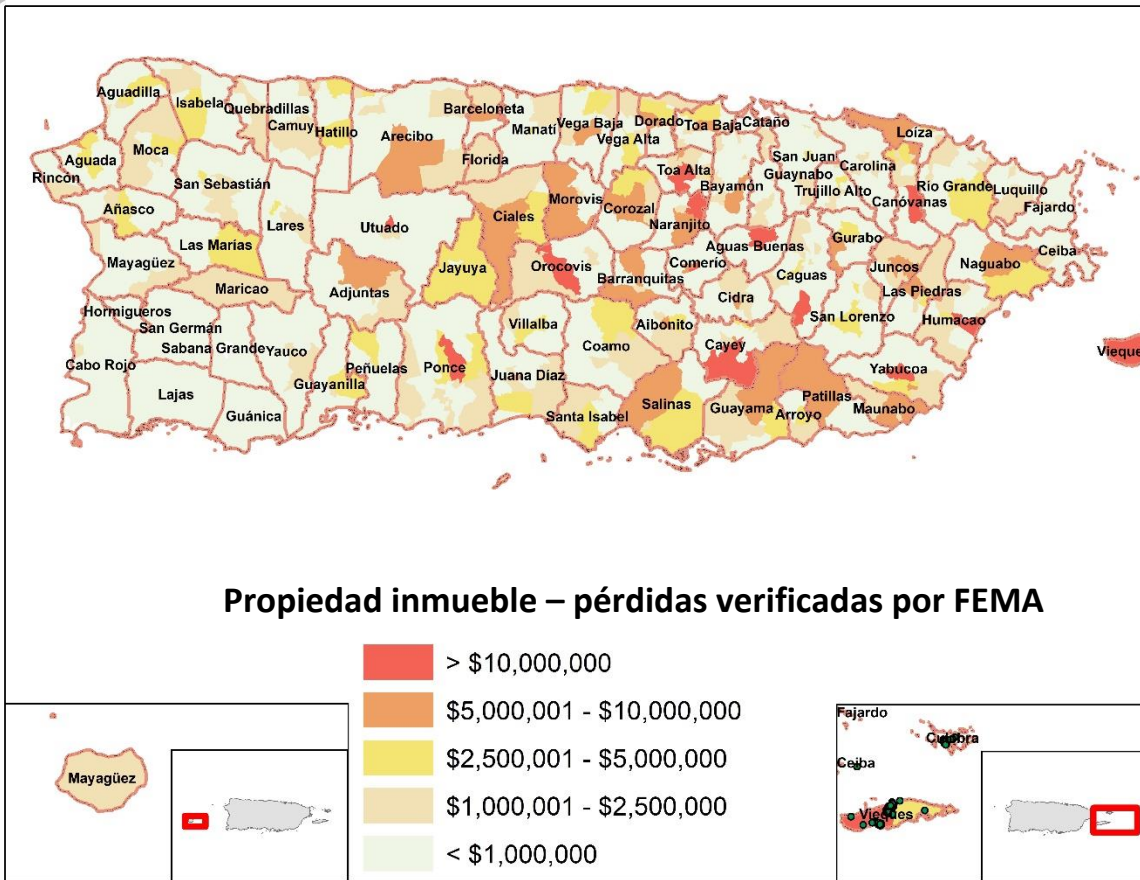 Aguadilla
Isabela
Quebradillas
Camuy
Hatillo
Arecibo
Barceloneta
Manatí
Vega Baja
Vega Alta
Dorado
Toa Baja
Cataño
Loíza
Aguada
Rincón
Moca
San Sebastián
Florida
Toa Alta
Bayamón
San Juan
Guaynabo
Trujillo Alto
Carolina
Canóvanas
Río Grande
Luquillo
Fajardo
Añasco
Lares
Utuado
Ciales
Morovis
Corozal
Naranjito
Las Marías
Mayagüez
Maricao
Adjuntas
Jayuya
Orocovis
Barranquitas
Comerío
Aguas Buenas
Gurabo
Caguas
Juncos
Naguabo
Ceiba
Cidra
Las Piedras
San Lorenzo
Humacao
Hormigueros
San Germán
Sabana Grande
Yauco
Cabo Rojo
Lajas
Guánica
Guayanilla
Peñuelas
Ponce
Villalba
Juana Díaz
Coamo
Aibonito
Cayey
Santa Isabel
Salinas
Guayama
Arroyo
Patillas
Maunabo
Yabucoa
Vieque
Propiedad inmueble – pérdidas verificadas por FEMA
> $10,000,000
$5,000,001 - $10,000,000
$2,500,001 - $5,000,000
$1,000,001 - $2,500,000
< $1,000,000
Mayagüez
Fajardo
Culebra
Ceiba
Vieques